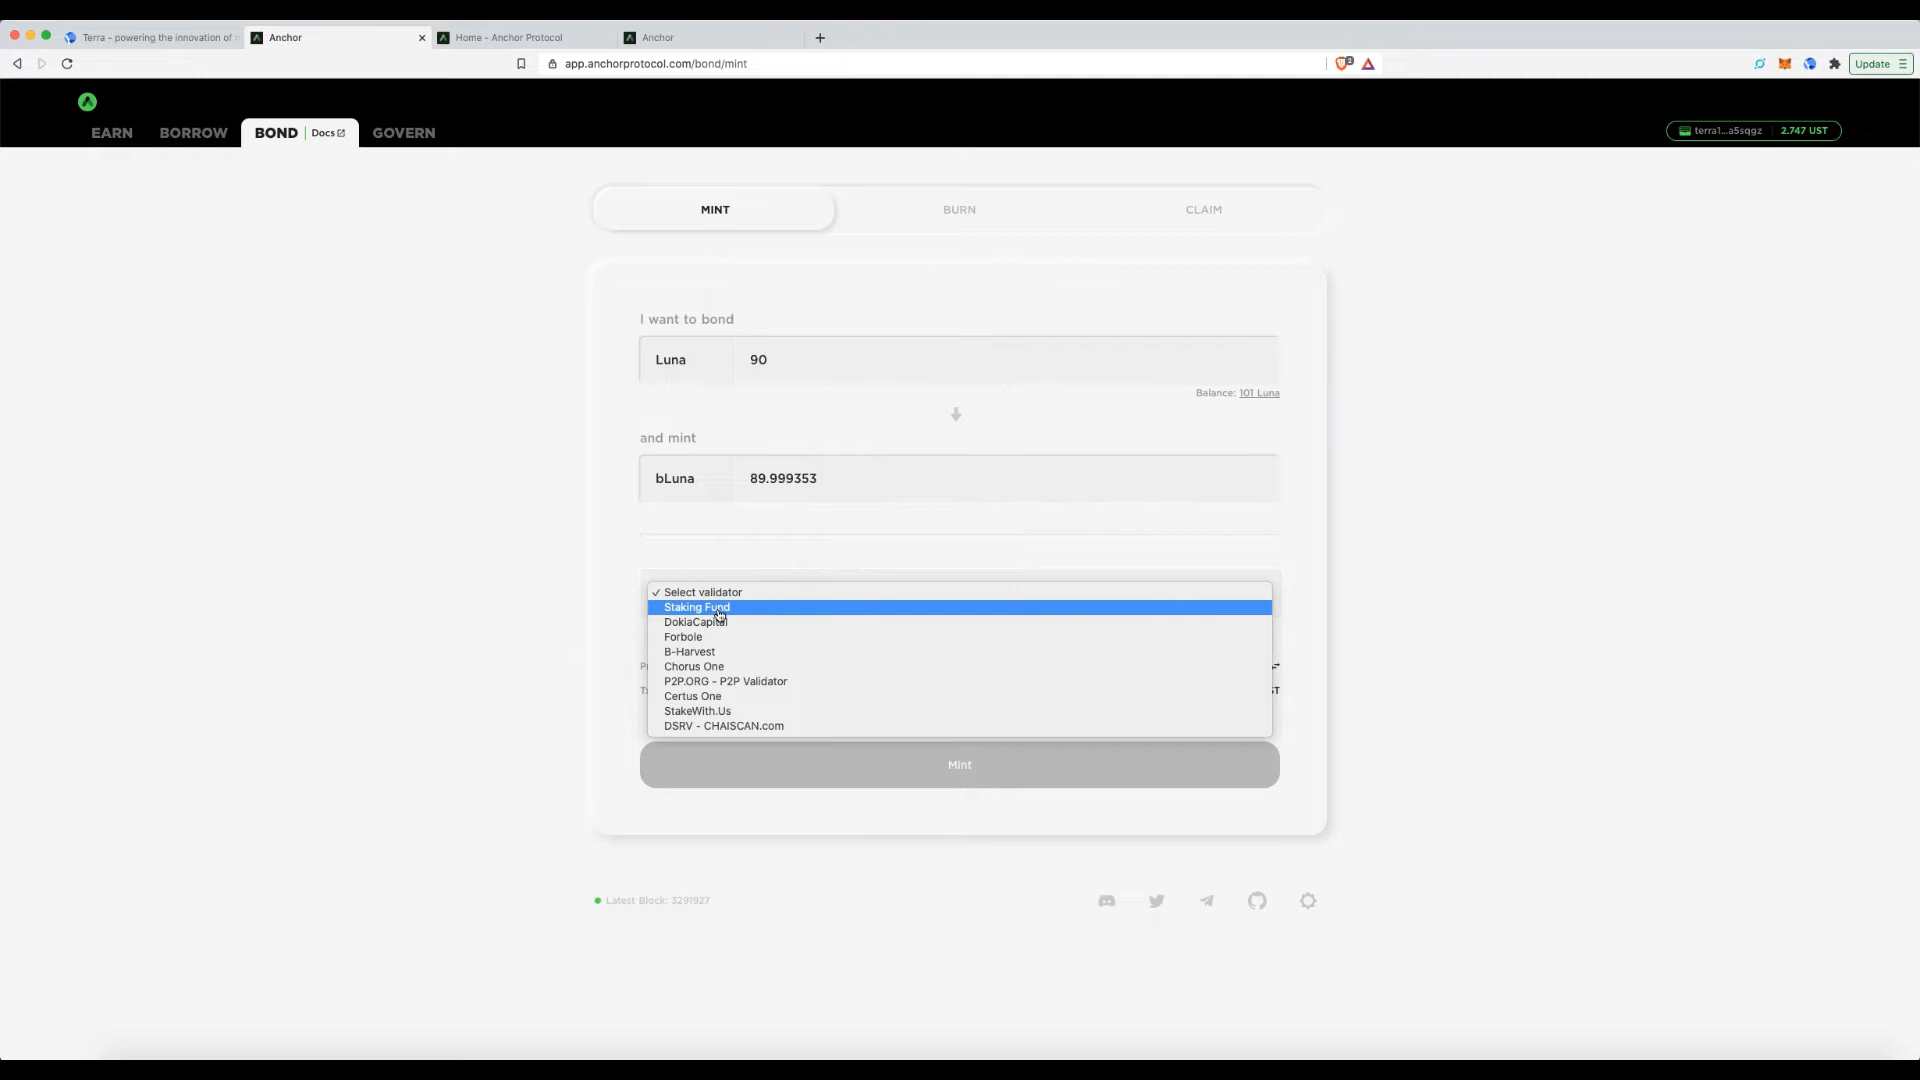 Terra - powering the innovation of
Anchor
Home - Anchor Protocol
Anchor
app.anchorprotocol.com/bond/mint
2
Update
EARN
BORROW
BOND
Docs
GOVERN
terra1...a5sqgz
2.747 UST
MINT
BURN
CLAIM
I want to bond
Luna
90
Balance: 101 Luna
and mint
bLuna
89.999353
Select validator
Staking Fund
DokiaCapital
Forbole
B-Harvest
Chorus One
P2P.ORG - P2P Validator
Certus One
StakeWith.Us
DSRV - CHAISCAN.com
Mint
Latest Block: 3291927